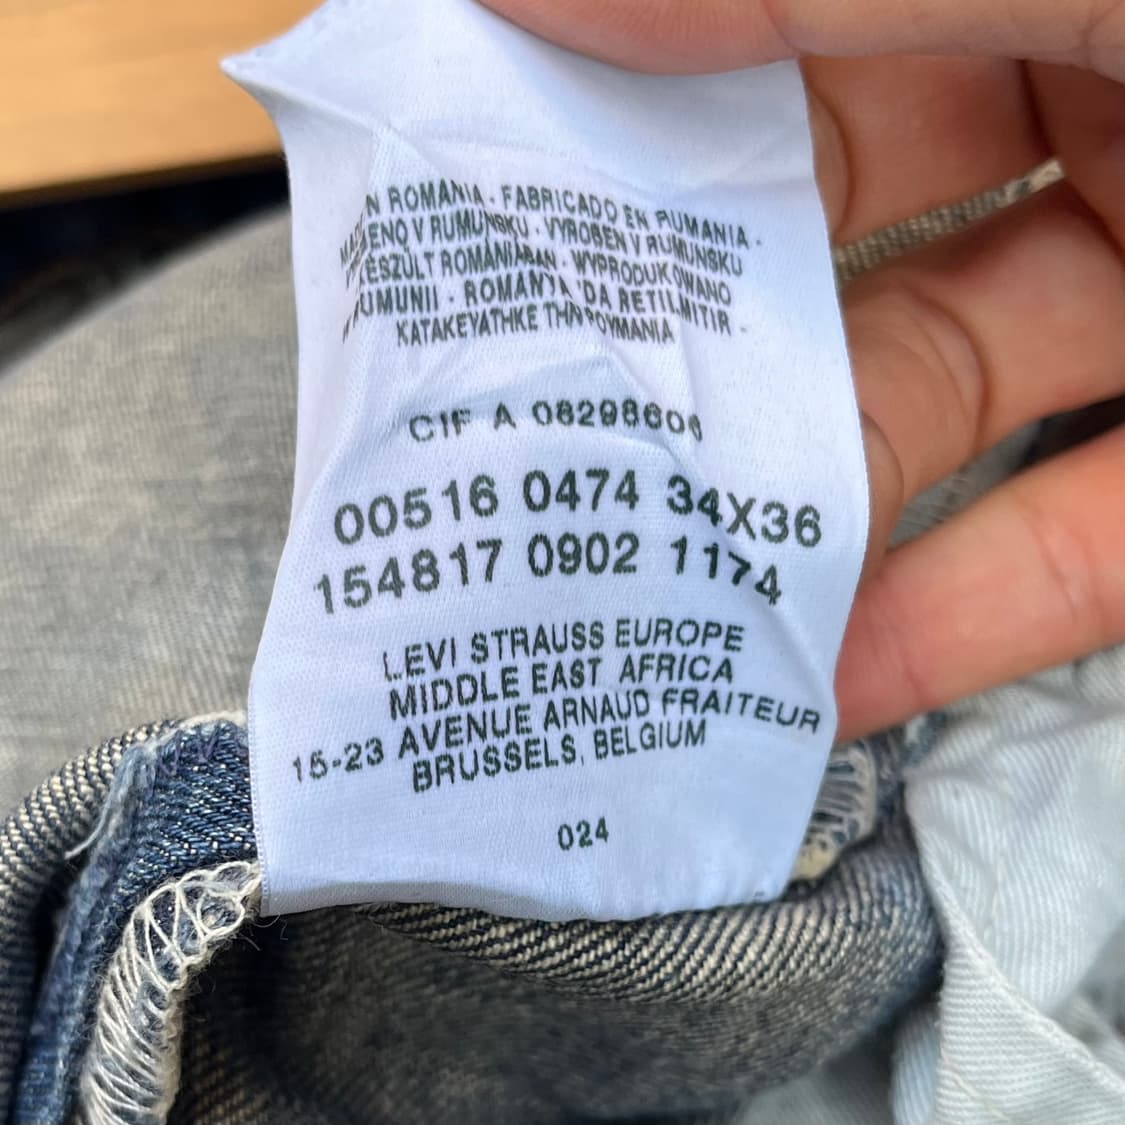 IN ROMANIA - FABRICADO EN RUMANIA -
V RUMUNSKU - VYROBEN V RUMUNSKU
KÉSZÜLT ROMÁNIÁBAN - WYPRODUKOWANO
W RUMUNII - ROMANYA 'DA RETILMITIR -
KATAKEYATHKE THN POYMANIA
CIF A 08298606
00516 0474 34X36
154817 0902 1174
LEVI STRAUSS EUROPE
MIDDLE EAST AFRICA
15-23 AVENUE ARNAUD FRAITEUR
BRUSSELS, BELGIUM
024